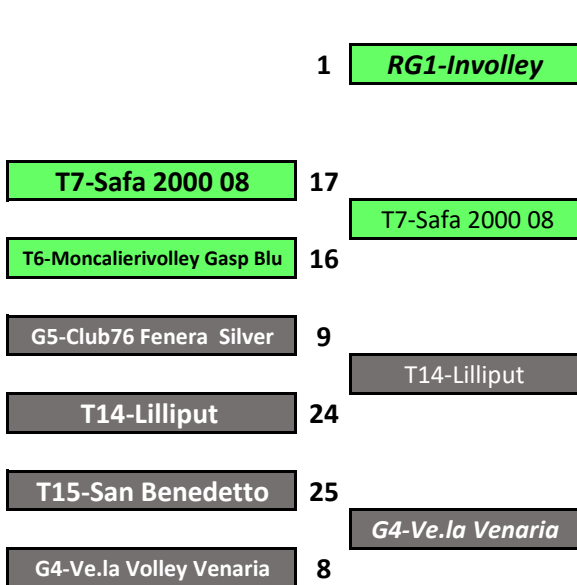 1 RG1-Involley
T7-Safa 2000 08 17
T7-Safa 2000 08
T6-Moncalierivolley Gasp Blu 16
G5-Club76 Fenera  Silver 9
T14-Lilliput
T14-Lilliput 24
T15-San Benedetto 25
G4-Ve.la Venaria
G4-Ve.la Volley Venaria 8